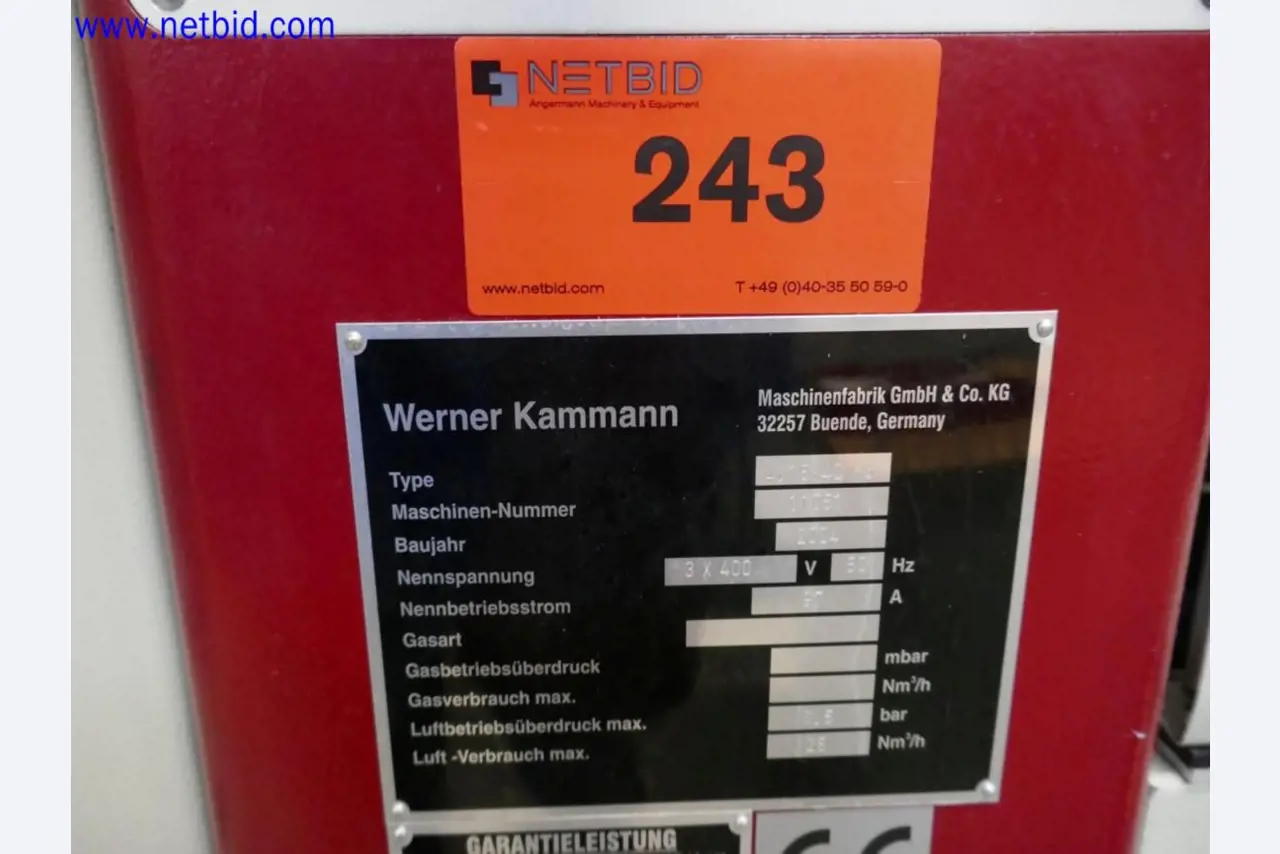 www.netbid.com
NETBID
Angermann Machinery & Equipment
243
www.netbid.com T +49 (0)40-35 50 59-0
Werner Kammann
Maschinenfabrik GmbH & Co. KG
32257 Buende, Germany
Type
Maschinen-Nummer
Baujahr
Nennspannung 3 X 400 V Hz
Nennbetriebsstrom A
Gasart
Gasbetriebsüberdruck mbar
Gasverbrauch max. Nm³/h
Luftbetriebsüberdruck max. bar
Luft -Verbrauch max. Nm³/h
GARANTIELEISTUNG
CE